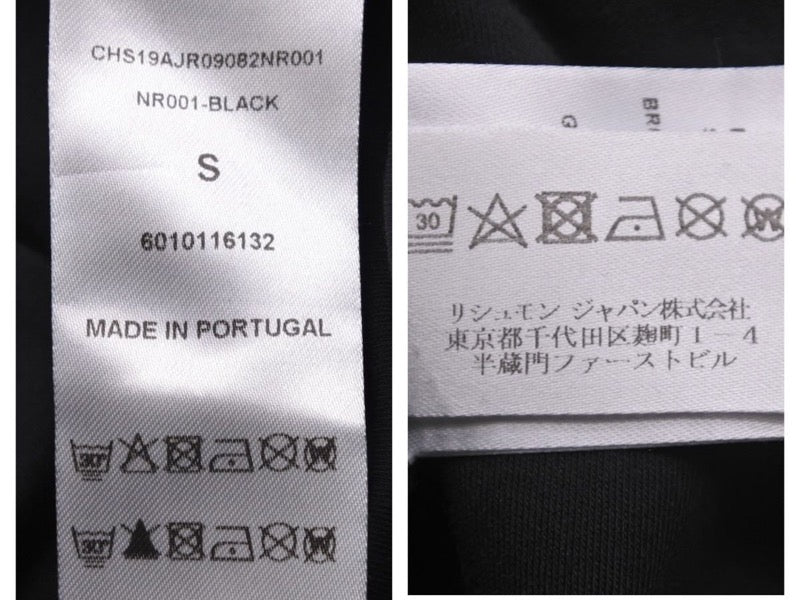 CHS19AJR09082NR001
NR001-BLACK
S
6010116132
MADE IN PORTUGAL
30°
30°
BR
G
30
リシュモン ジャパン株式会社
東京都千代田区麹町1-4
半蔵門ファーストビル